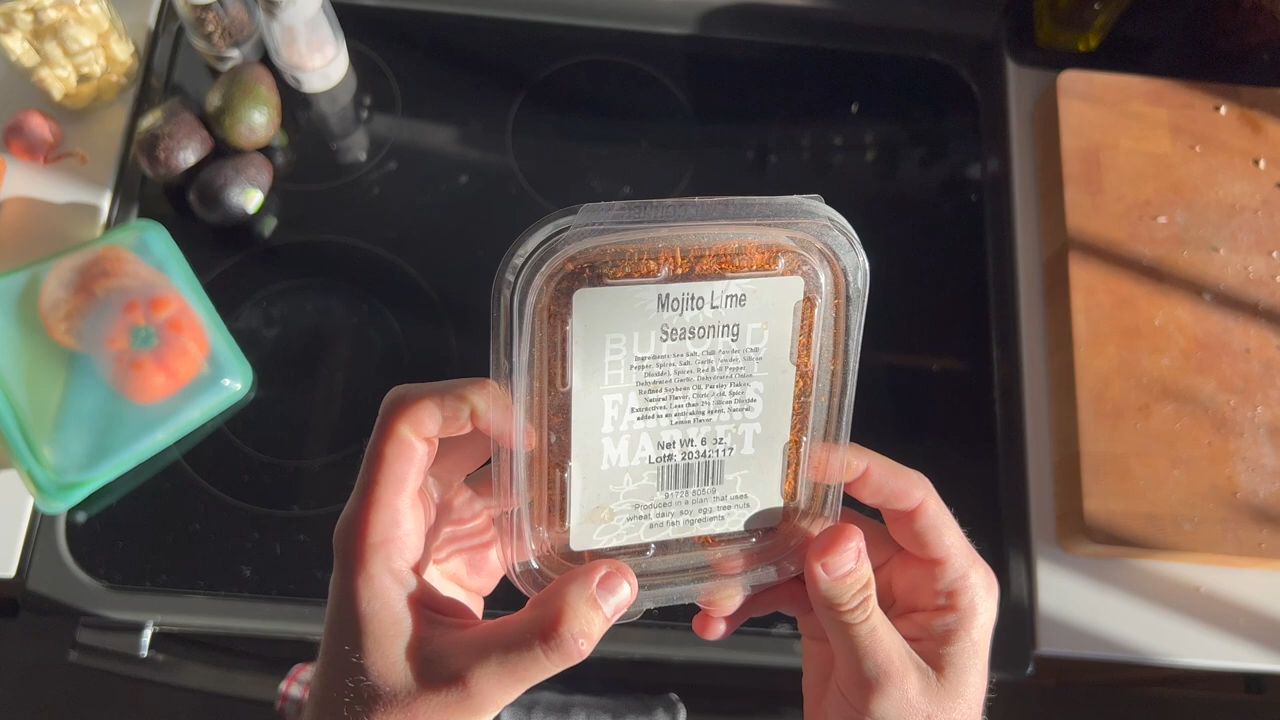 Mojito Lime
Seasoning
BUFORD
Ingredients: Sea Salt, Chili Powder (Chili
Pepper, Spices, Salt, Garlic Powder, Silicon
Dioxide), Spices, Red Bell Pepper,
Dehydrated Garlic, Dehydrated Onion,
Refined Soybean Oil, Parsley Flakes,
Natural Flavor, Citric Acid, Spice
Extractives, Less than 2% Silicon Dioxide
added as an anticaking agent, Natural
Lemon Flavor
MARKET
Net Wt. 6 oz.
Lot#: 20342117
91728 80509
"Produced in a plant that uses
wheat, dairy, soy, egg, tree nuts
and fish ingredients."